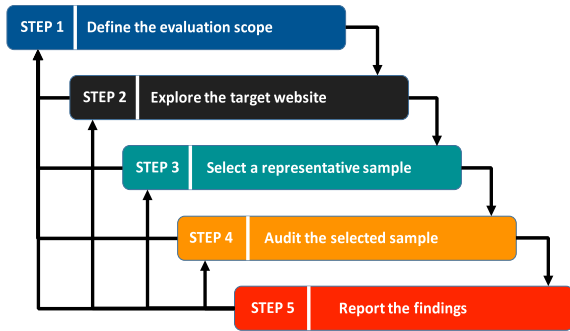 STEP 1 Define the evaluation scope
STEP 2 Explore the target website
STEP 3 Select a representative sample
STEP 4 Audit the selected sample
STEP 5 Report the findings